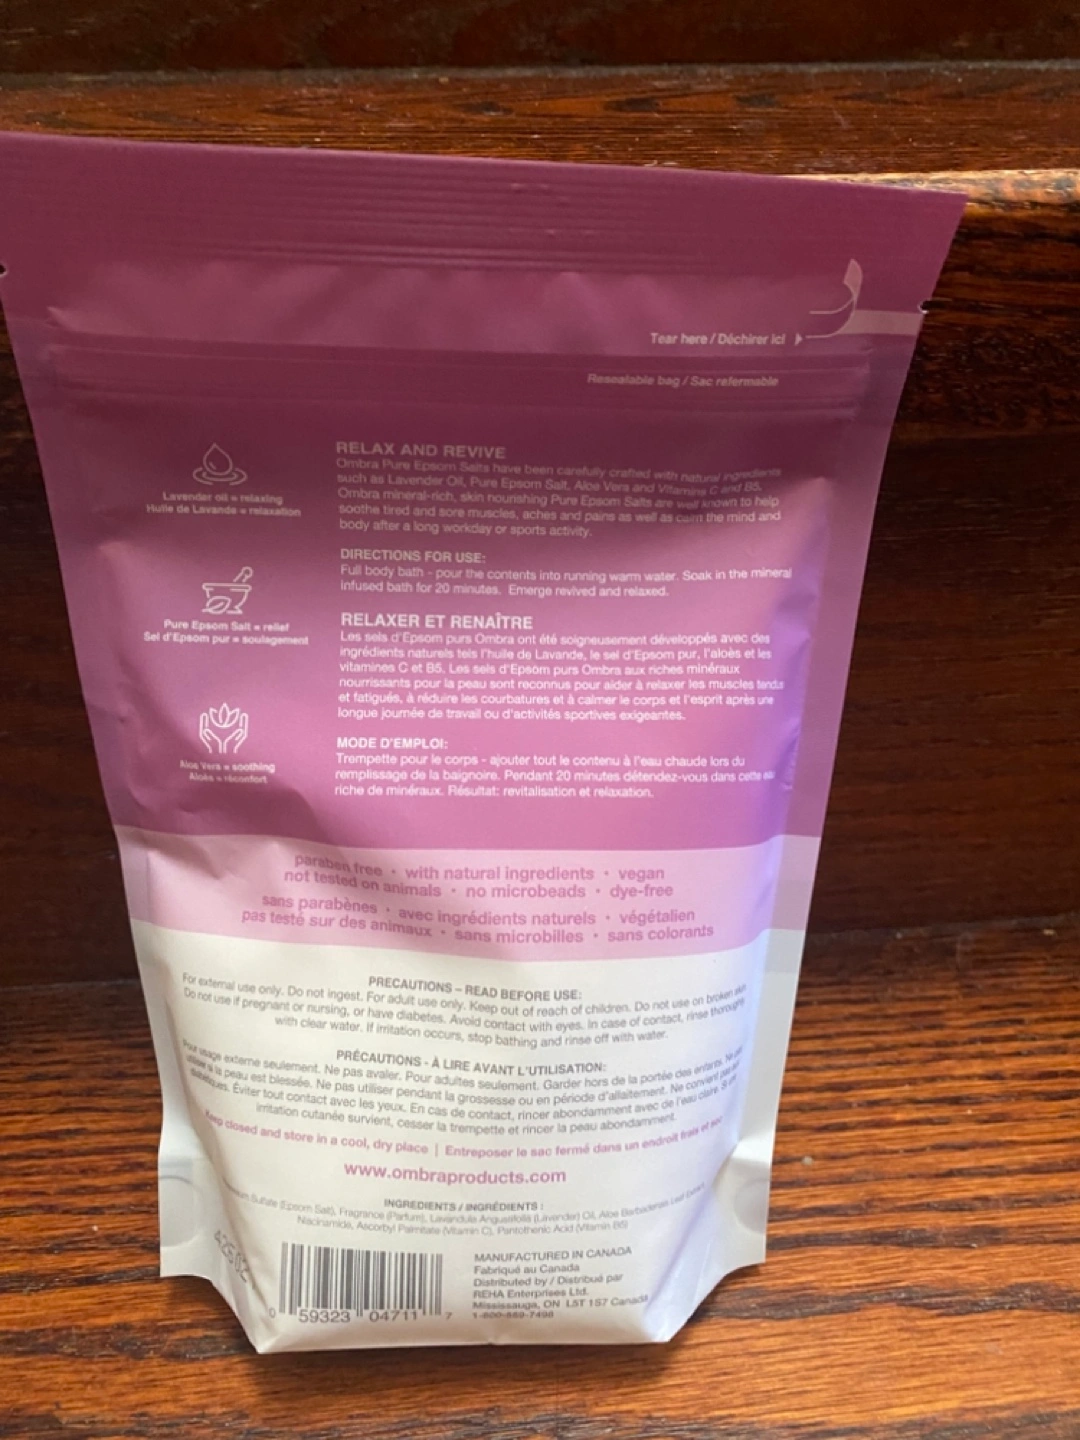 Tear here / Déchirer ici
Resealable bag / Sac refermable
RELAX AND REVIVE
Ombra Pure Epsom Salts have been carefully crafted with natural ingredients
such as Lavender Oil, Pure Epsom Salt, Aloe Vera and Vitamins C and B5.
Ombra mineral-rich, skin nourishing Pure Epsom Salts are well known to help
soothe tired and sore muscles, aches and pains as well as calm the mind and
body after a long workday or sports activity.
Lavender oil = relaxing
Huile de Lavande = relaxation
DIRECTIONS FOR USE:
Full body bath - pour the contents into running warm water. Soak in the mineral
infused bath for 20 minutes. Emerge revived and relaxed.
Pure Epsom Salt = relief
Sel d'Epsom pur = soulagement
RELAXER ET RENAÎTRE
Les sels d'Epsom purs Ombra ont été soigneusement développés avec des
ingrédients naturels tels l'huile de Lavande, le sel d'Epsom pur, l'aloès et les
vitamines C et B5. Les sels d'Epsom purs Ombra aux riches minéraux
nourrissants pour la peau sont reconnus pour aider à relaxer les muscles tendus
et fatigués, à réduire les courbatures et à calmer le corps et l'esprit après une
longue journée de travail ou d'activités sportives exigeantes.
Aloe Vera = soothing
Aloès = réconfort
MODE D'EMPLOI:
Trempette pour le corps - ajouter tout le contenu à l'eau chaude lors du
remplissage de la baignoire. Pendant 20 minutes détendez-vous dans cette eau
riche de minéraux. Résultat: revitalisation et relaxation.
paraben free • with natural ingredients • vegan
not tested on animals • no microbeads • dye-free
sans parabènes • avec ingrédients naturels • végétalien
pas testé sur des animaux • sans microbilles • sans colorants
PRECAUTIONS – READ BEFORE USE:
For external use only. Do not ingest. For adult use only. Keep out of reach of children. Do not use on broken skin
Do not use if pregnant or nursing, or have diabetes. Avoid contact with eyes. In case of contact, rinse thoroughly
with clear water. If irritation occurs, stop bathing and rinse off with water.
PRÉCAUTIONS - À LIRE AVANT L'UTILISATION:
Pour usage externe seulement. Ne pas avaler. Pour adultes seulement. Garder hors de la portée des enfants. Ne pas
utiliser si la peau est blessée. Ne pas utiliser pendant la grossesse ou en période d'allaitement. Ne convient pas aux
diabétiques. Éviter tout contact avec les yeux. En cas de contact, rincer abondamment avec de l'eau claire. Si une
irritation cutanée survient, cesser la trempette et rincer la peau abondamment.
Keep closed and store in a cool, dry place | Entreposer le sac fermé dans un endroit frais et sec
www.ombraproducts.com
INGREDIENTS / INGRÉDIENTS :
Sulfate (Epsom Salt), Fragrance (Parfum), Lavandula Angustifolia (Lavender) Oil, Aloe Barbadensis Leaf
Niacinamide, Ascorbyl Palmitate (Vitamin C), Pantothenic Acid (Vitamin B5)
MANUFACTURED IN CANADA
Fabriqué au Canada
Distributed by / Distribué par
REHA Enterprises Ltd.
Mississauga, ON L5T 1S7 Canada
1-800-869-7498
0 59323 04711 7